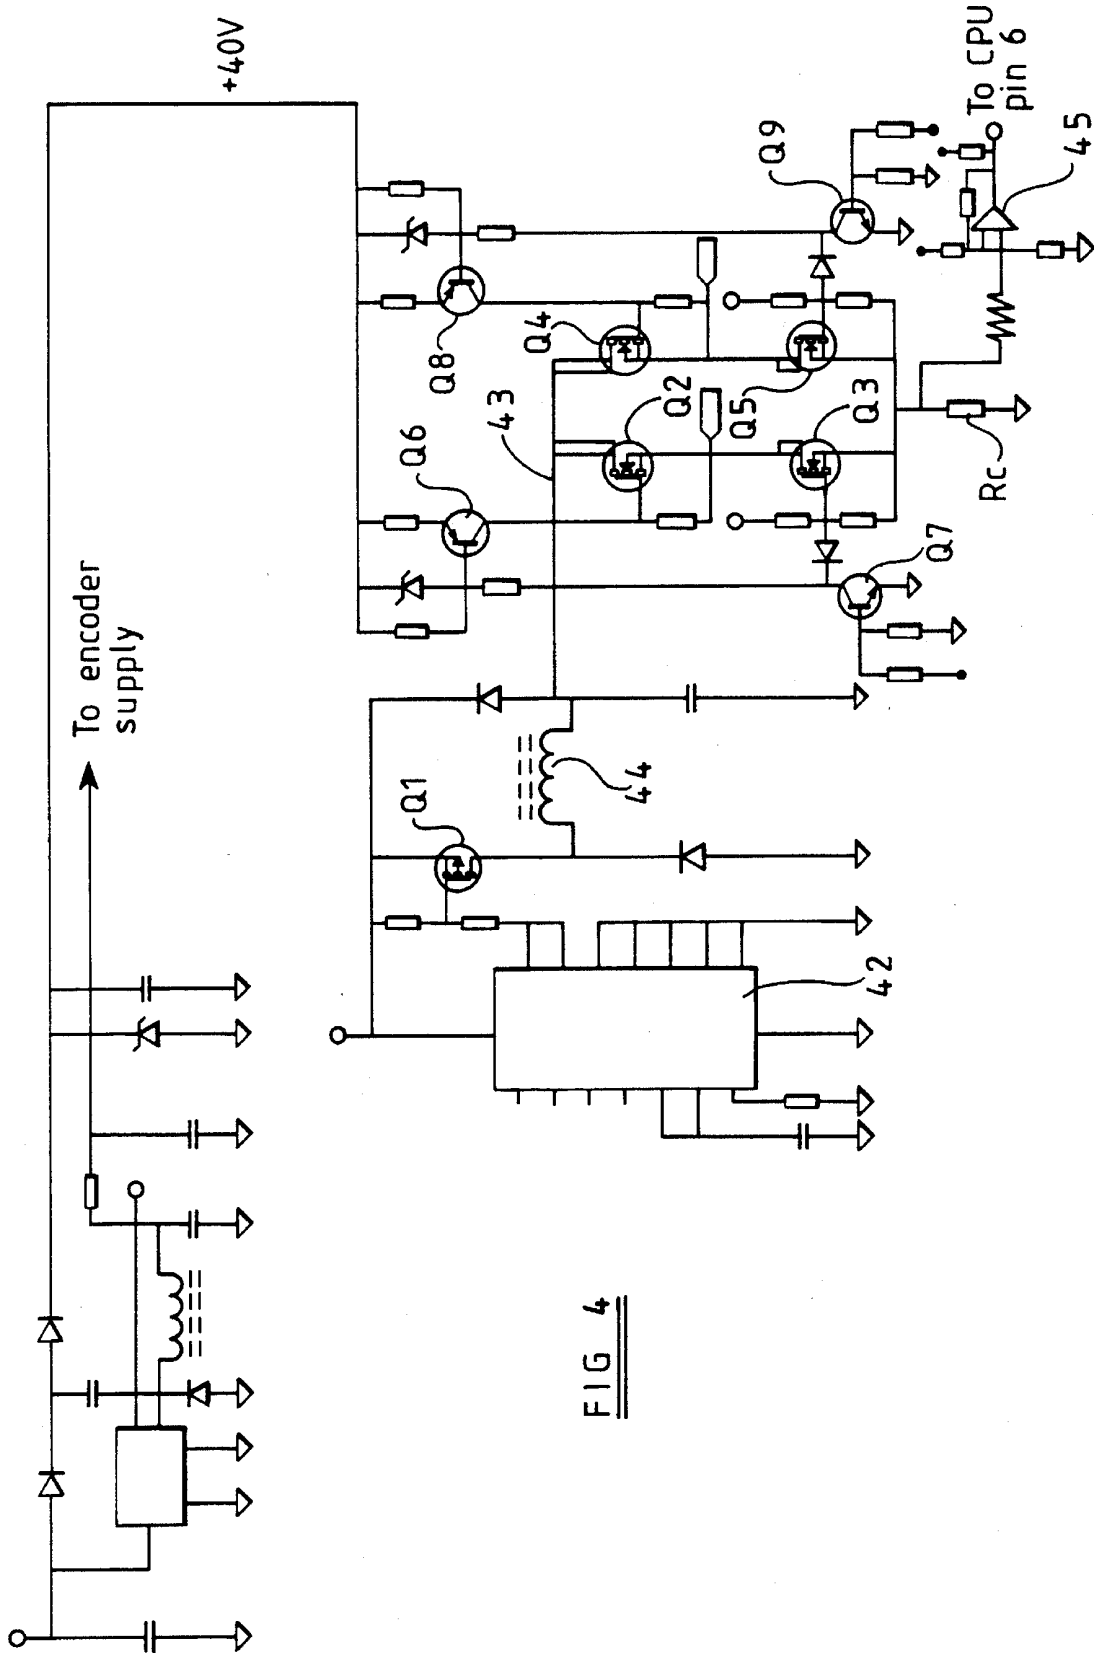 +40V
To encoder
supply
Q8
Q6
Q4
Q2
43
Q1
44
Q9
Q5
Q3
Q7
Rc
To CPU
pin 6
45
42
FIG 4